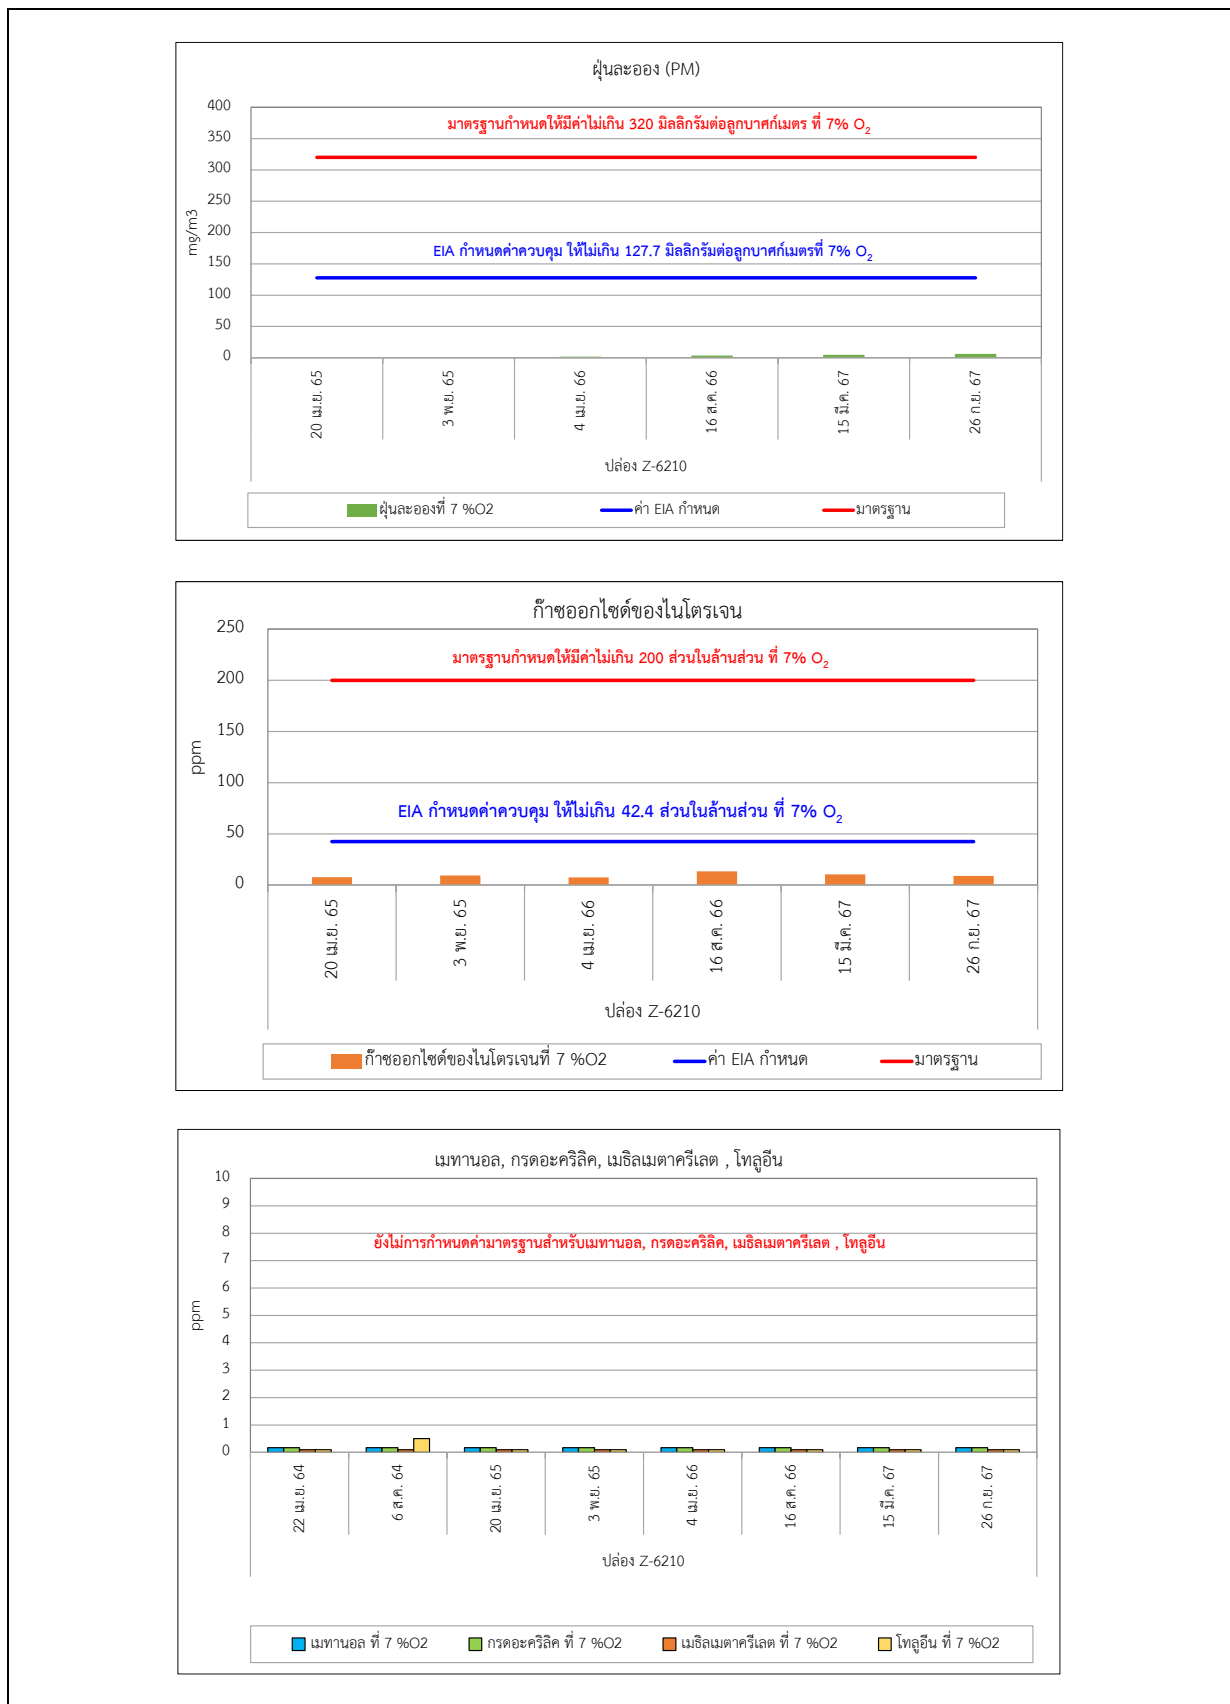 ฝุ่นละออง (PM)
400
มาตรฐานกำหนดให้มีค่าไม่เกิน 320 มิลลิกรัมต่อลูกบาศก์เมตร ที่ 7% O2
350
300
250
mg/m3
200
EIA กำหนดค่าควบคุม ให้ไม่เกิน 127.7 มิลลิกรัมต่อลูกบาศก์เมตรที่ 7% O2
150
100
50
0
20 เม.ย. 65
3 พ.ย. 65
4 เม.ย. 66
16 ส.ค. 66
15 มี.ค. 67
26 ก.ย. 67
ปล่อง Z-6210
ฝุ่นละอองที่ 7 %O2 ค่า EIA กำหนด มาตรฐาน
ก๊าซออกไซด์ของไนโตรเจน
250
มาตรฐานกำหนดให้มีค่าไม่เกิน 200 ส่วนในล้านส่วน ที่ 7% O2
200
150
ppm
100
EIA กำหนดค่าควบคุม ให้ไม่เกิน 42.4 ส่วนในล้านส่วน ที่ 7% O2
50
0
20 เม.ย. 65
3 พ.ย. 65
4 เม.ย. 66
16 ส.ค. 66
15 มี.ค. 67
26 ก.ย. 67
ปล่อง Z-6210
ก๊าซออกไซด์ของไนโตรเจนที่ 7 %O2 ค่า EIA กำหนด มาตรฐาน
เมทานอล, กรดอะคริลิค, เมธิลเมตาครีเลต , โทลูอีน
10
9
8
ยังไม่การกำหนดค่ามาตรฐานสำหรับเมทานอล, กรดอะคริลิค, เมธิลเมตาครีเลต , โทลูอีน
7
6
5
ppm
4
3
2
1
0
22 เม.ย. 64
6 ส.ค. 64
20 เม.ย. 65
3 พ.ย. 65
4 เม.ย. 66
16 ส.ค. 66
15 มี.ค. 67
26 ก.ย. 67
ปล่อง Z-6210
เมทานอล ที่ 7 %O2 กรดอะคริลิค ที่ 7 %O2 เมธิลเมตาครีเลต ที่ 7 %O2 โทลูอีน ที่ 7 %O2